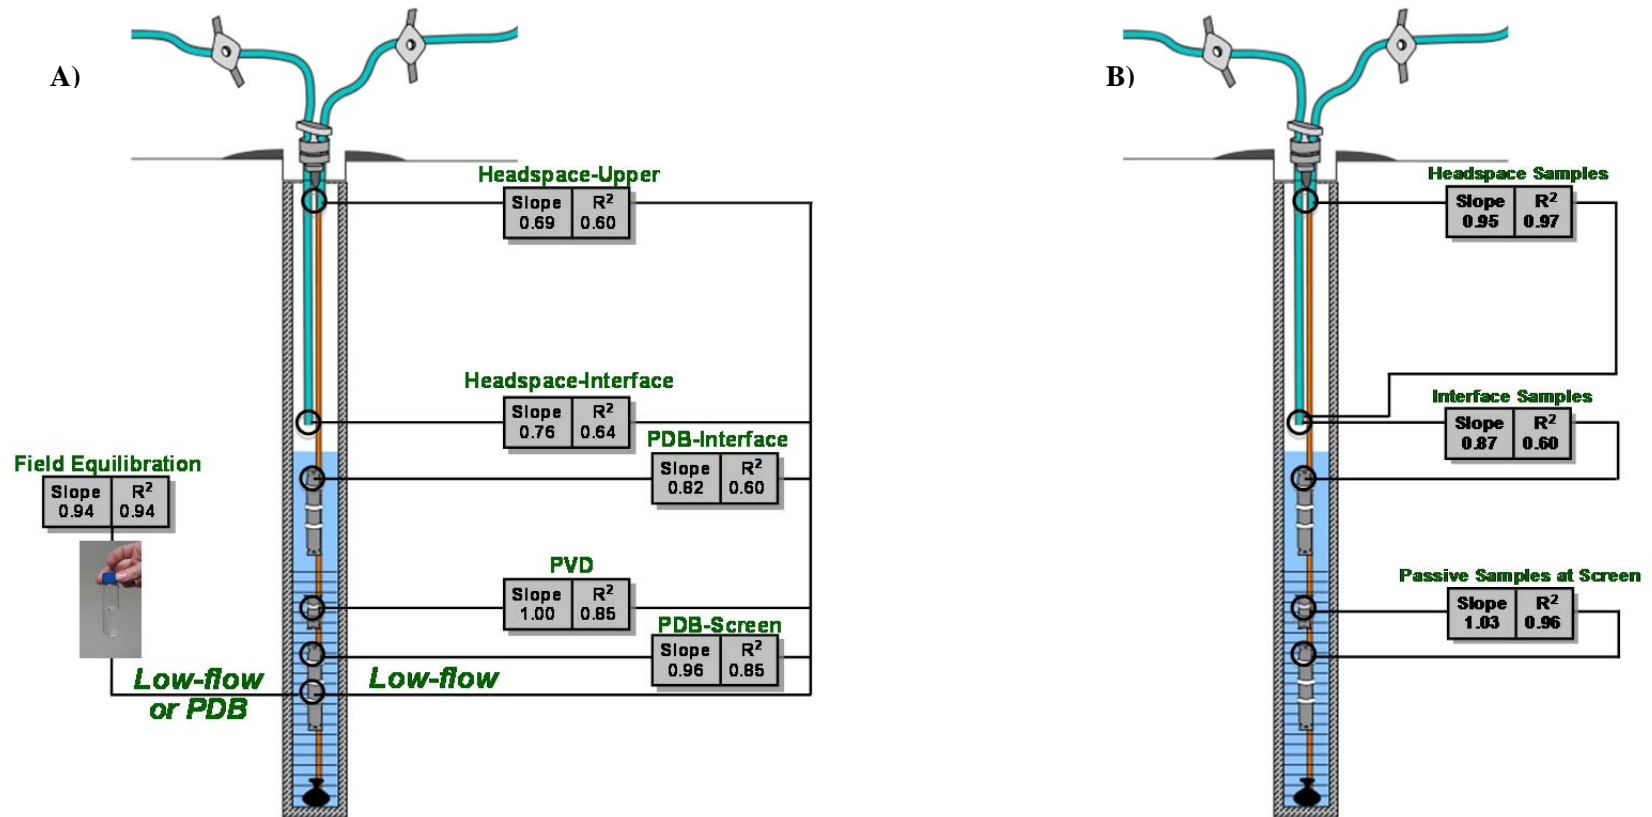 A)
Headspace-Upper
Slope R²
0.69 0.60
Headspace-Interface
Slope R²
0.76 0.64
PDB-Interface
Slope R²
0.82 0.60
Field Equilibration
Slope R²
0.94 0.94
PVD
Slope R²
1.00 0.85
PDB-Screen
Slope R²
0.96 0.85
Low-flow
or PDB
Low-flow
B)
Headspace Samples
Slope R²
0.95 0.97
Interface Samples
Slope R²
0.87 0.60
Passive Samples at Screen
Slope R²
1.03 0.96